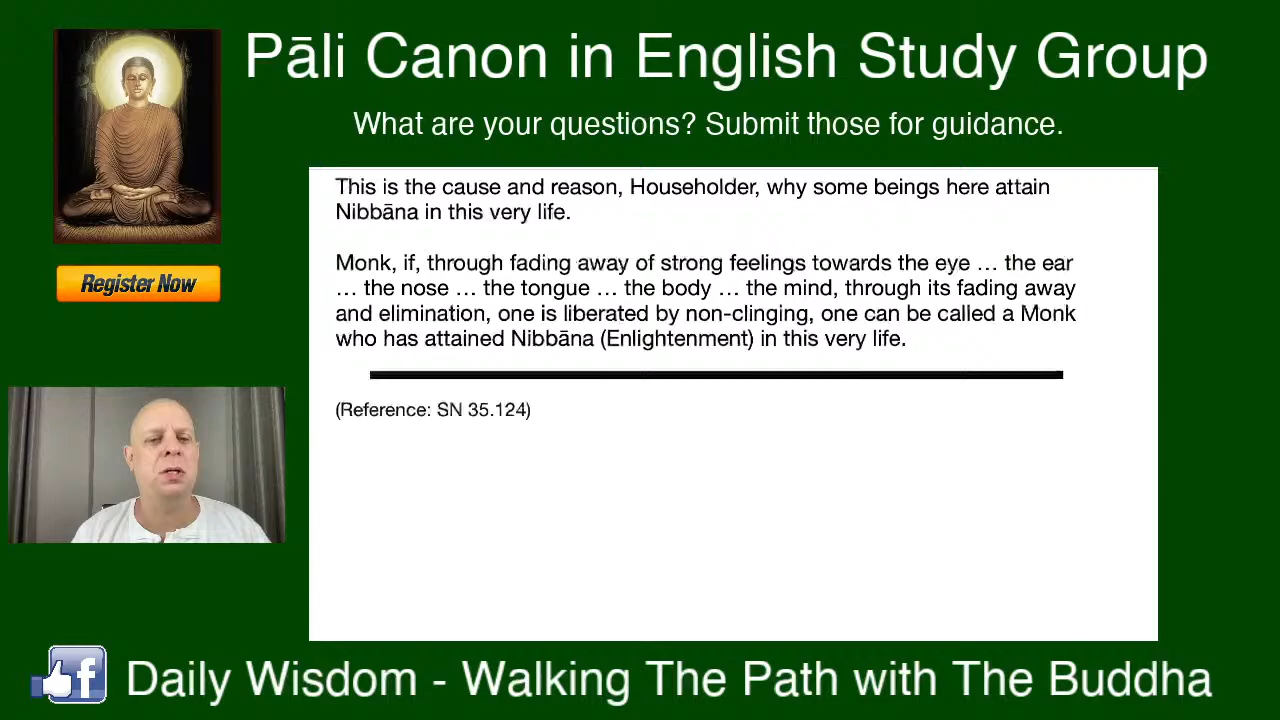 Pāli Canon in English Study Group
What are your questions? Submit those for guidance.
Register Now
This is the cause and reason, Householder, why some beings here attain
Nibbāna in this very life.
Monk, if, through fading away of strong feelings towards the eye … the ear
… the nose … the tongue … the body … the mind, through its fading away
and elimination, one is liberated by non-clinging, one can be called a Monk
who has attained Nibbāna (Enlightenment) in this very life.
(Reference: SN 35.124)
f
Daily Wisdom - Walking The Path with The Buddha